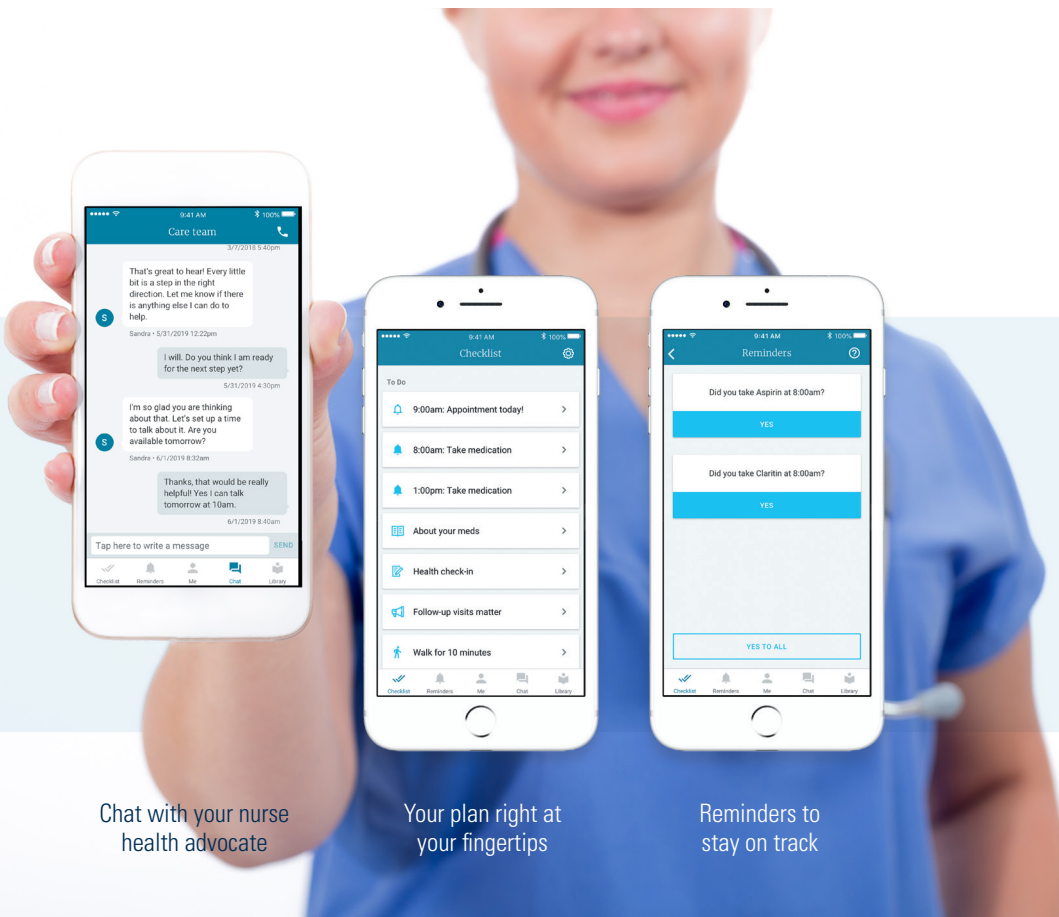 9:41 AM
100%
Care team
3/7/2018 5:40pm
That's great to hear! Every little
bit is a step in the right
direction. Let me know if there
is anything else I can do to
help.
S
Sandra • 5/31/2019 12:22pm
I will. Do you think I am ready
for the next step yet?
5/31/2019 4:30pm
I'm so glad you are thinking
about that. Let's set up a time
to talk about it. Are you
available tomorrow?
S
Sandra • 6/1/2019 8:32am
Thanks, that would be really
helpful! Yes I can talk
tomorrow at 10am.
6/1/2019 8:40am
Tap here to write a message SEND
Checklist Reminders Me Chat Library
9:41 AM
100%
Checklist
To Do
9:00am: Appointment today!
8:00am: Take medication
1:00pm: Take medication
About your meds
Health check-in
Follow-up visits matter
Walk for 10 minutes
Checklist Reminders Me Chat Library
9:41 AM
100%
Reminders
Did you take Aspirin at 8:00am?
YES
Did you take Claritin at 8:00am?
YES
YES TO ALL
Checklist Reminders Me Chat Library
Chat with your nurse
health advocate
Your plan right at
your fingertips
Reminders to
stay on track